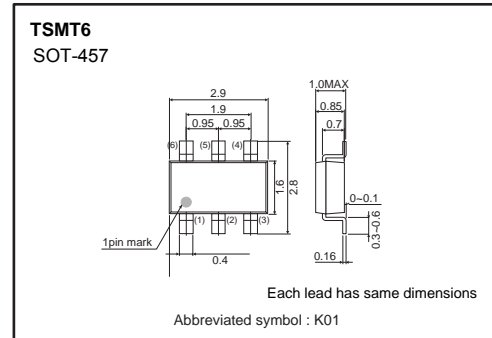 TSMT6
SOT-457
2.9
1.0MAX
1.9
0.85
0.95 0.95
0.7
(6) (5) (4)
1.6
2.8
0~0.1
0.3~0.6
(1) (2) (3)
1pin mark
0.4
0.16
Each lead has same dimensions
Abbreviated symbol : K01